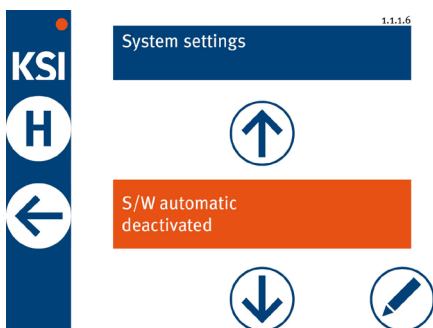 1.1.1.6
System settings
KSI
H
S/W automatic
deactivated